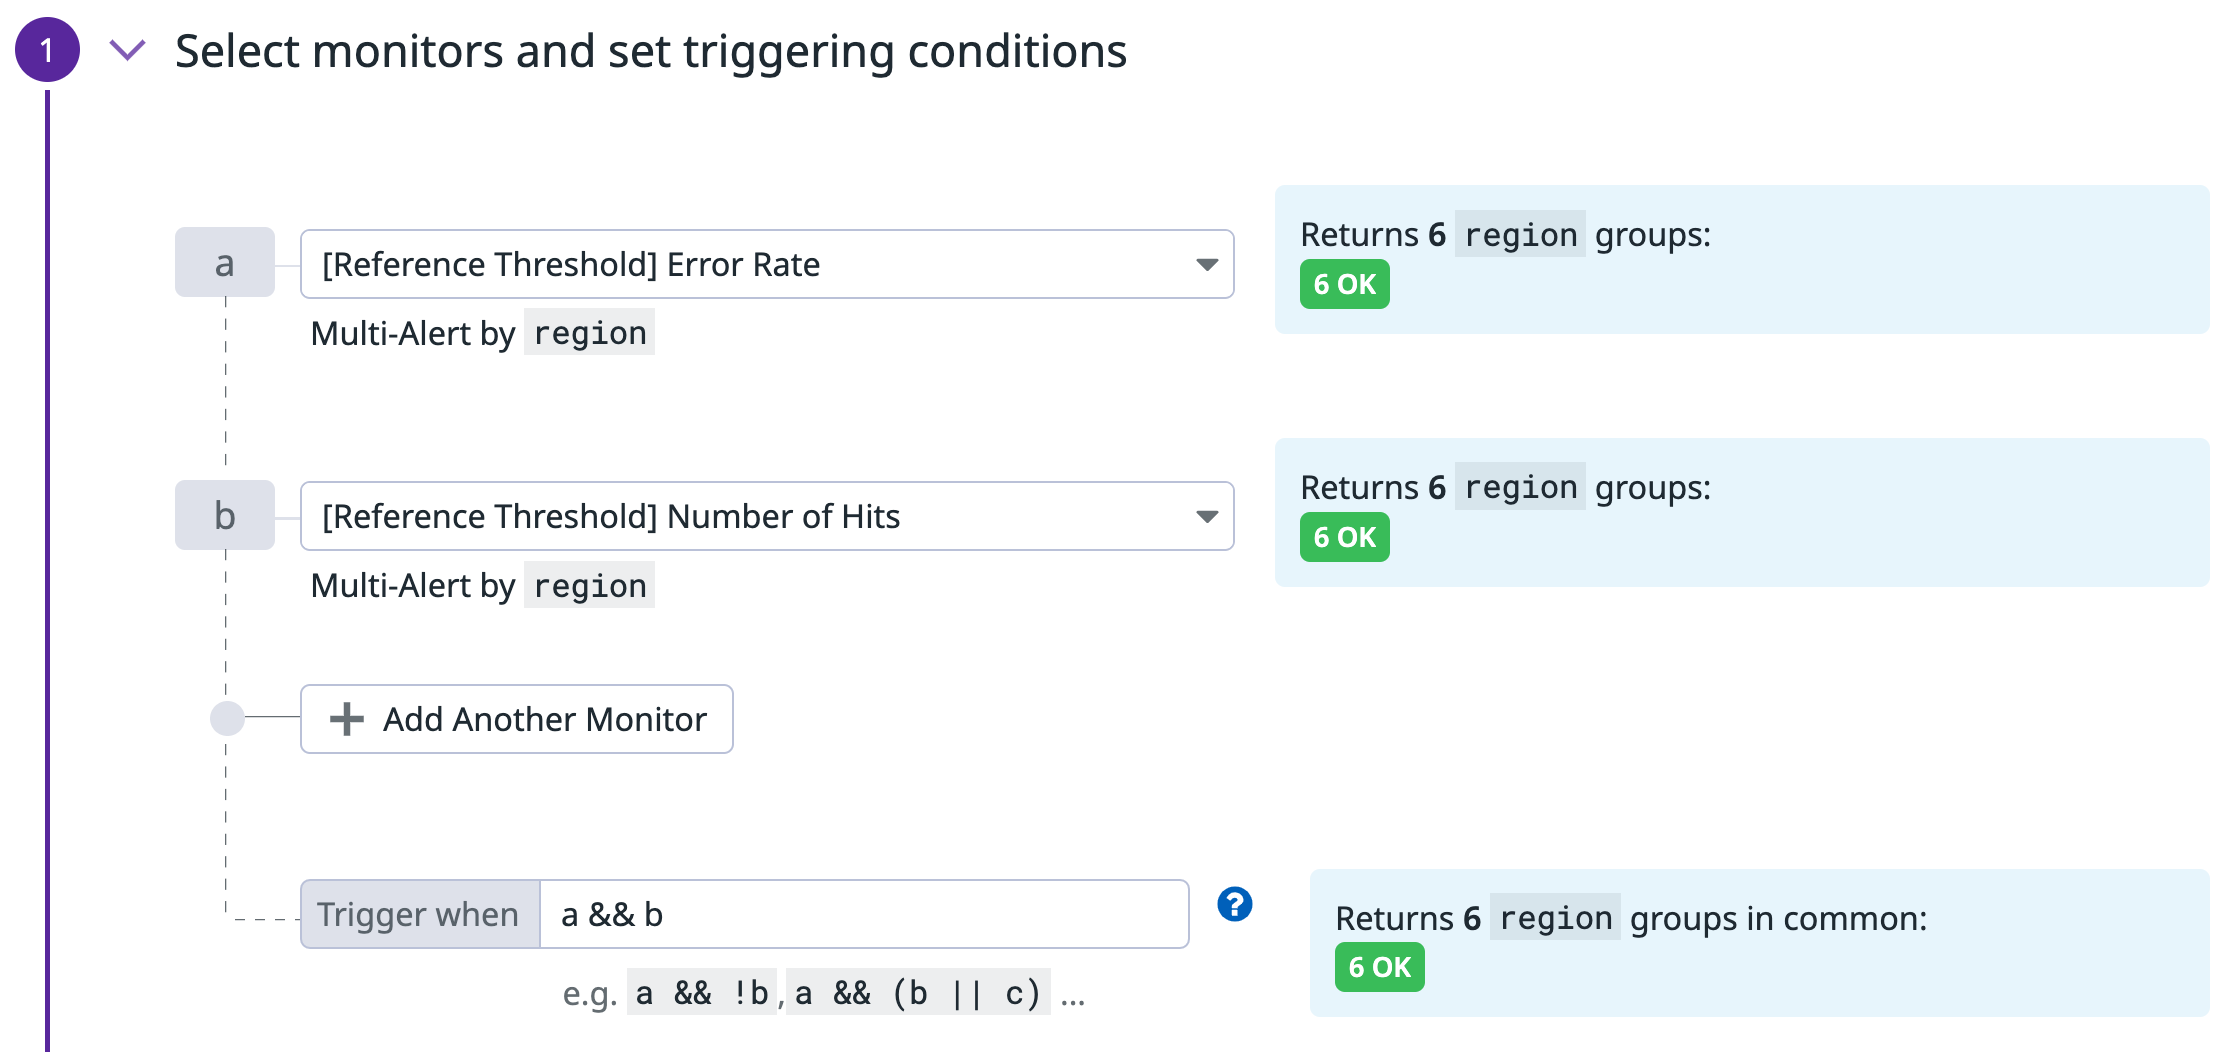 1 Select monitors and set triggering conditions
a [Reference Threshold] Error Rate
Multi-Alert by region
Returns 6 region groups:
6 OK
b [Reference Threshold] Number of Hits
Multi-Alert by region
Returns 6 region groups:
6 OK
Add Another Monitor
Trigger when a && b ?
e.g. a && !b, a && (b || c) ...
Returns 6 region groups in common:
6 OK